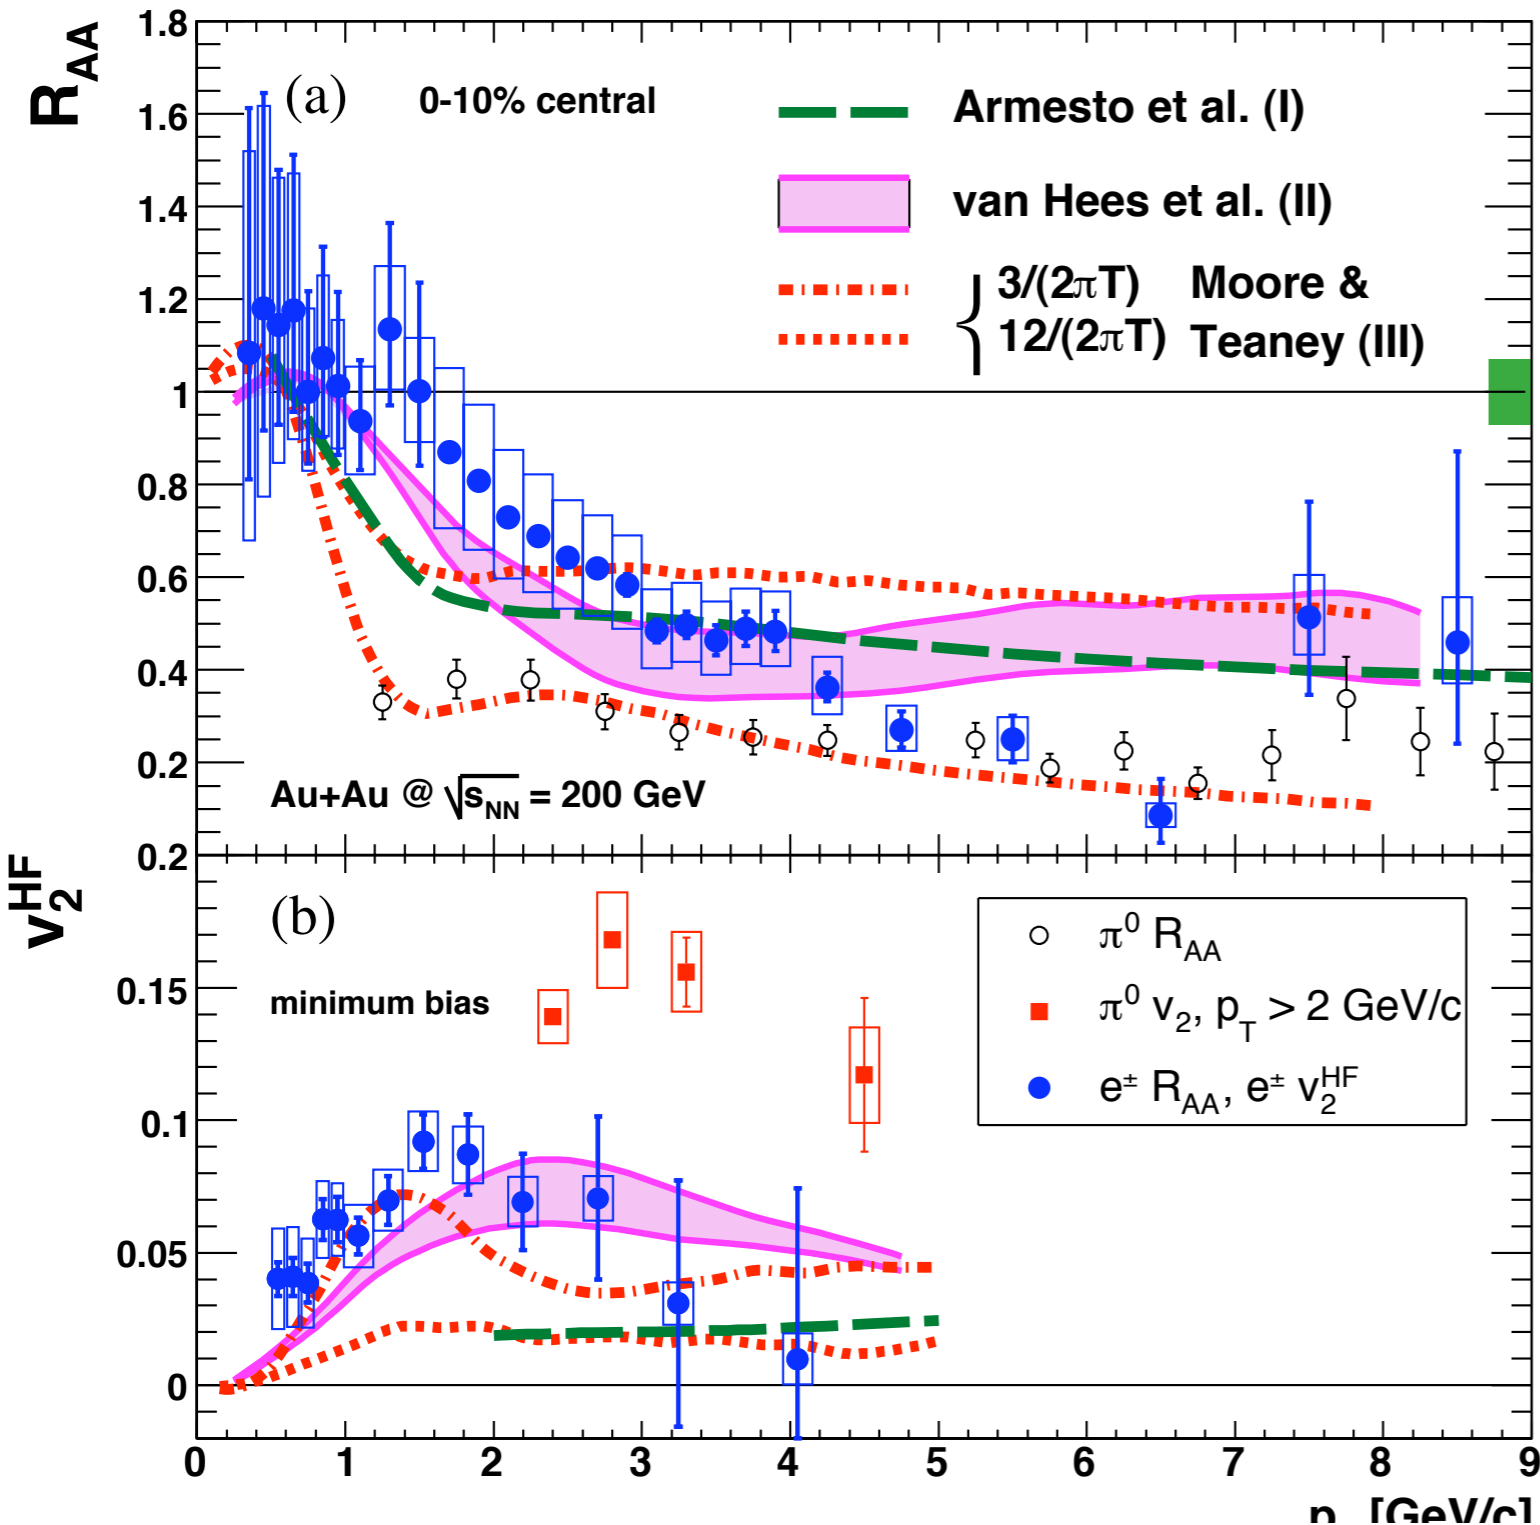 R_AA
1.8
1.6
1.4
1.2
1
0.8
0.6
0.4
0.2
(a)
0-10% central
Armesto et al. (I)
van Hees et al. (II)
3/(2πT)
12/(2πT)
Moore &
Teaney (III)
Au+Au @ √s_NN = 200 GeV
v_2^HF
0.2
0.15
0.1
0.05
0
(b)
minimum bias
π⁰ R_AA
π⁰ v_2, p_T > 2 GeV/c
e± R_AA, e± v_2^HF
0 1 2 3 4 5 6 7 8 9
p [GeV/c]